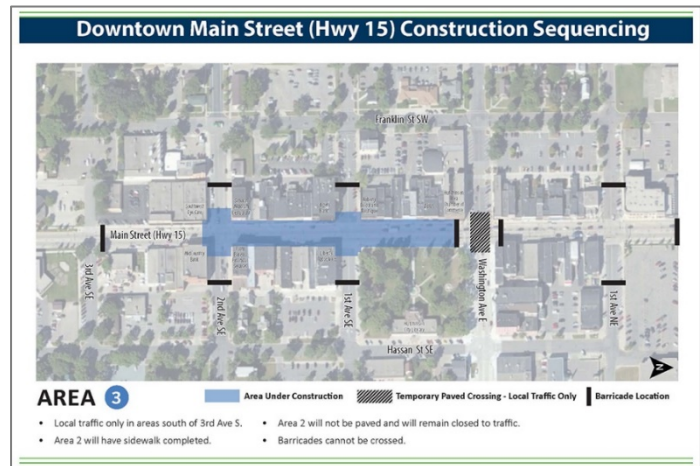 Downtown Main Street (Hwy 15) Construction Sequencing
Franklin St SW
Main Street (Hwy 15)
3rd Ave SE
2nd Ave SE
1st Ave SE
Washington Ave E
1st Ave NE
Hassan St SE
N
AREA 3
Area Under Construction
Temporary Paved Crossing - Local Traffic Only
Barricade Location
• Local traffic only in areas south of 3rd Ave S.
• Area 2 will have sidewalk completed.
• Area 2 will not be paved and will remain closed to traffic.
• Barricades cannot be crossed.